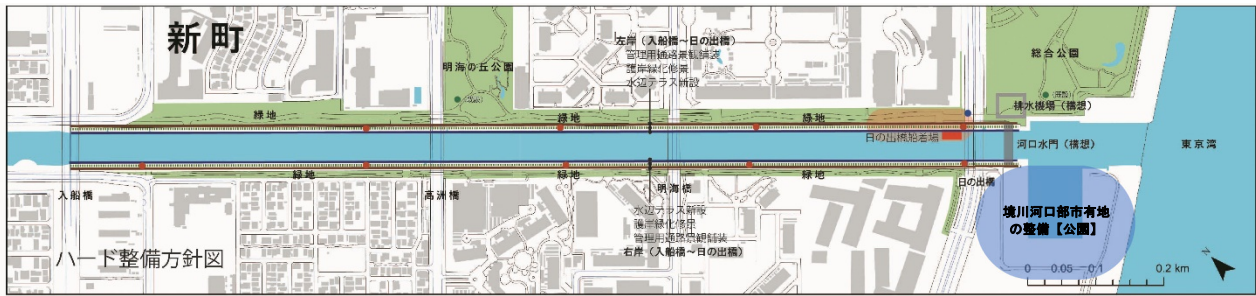 新町
左岸（入船橋～日の出橋）
管理用通路景観舗装
護岸緑化修景
水辺テラス新設
明海の丘公園
総合公園
排水機場（構想）
緑地
緑地
緑地
日の出橋船着場
河口水門（構想）
東京湾
緑地
緑地
緑地
入船橋
高洲橋
明海橋
日の出橋
水辺テラス新設
護岸緑化修景
管理用通路景観舗装
右岸（入船橋～日の出橋）
境川河口部市有地
の整備【公園】
ハード整備方針図
N
0 0.05 0.1 0.2 km